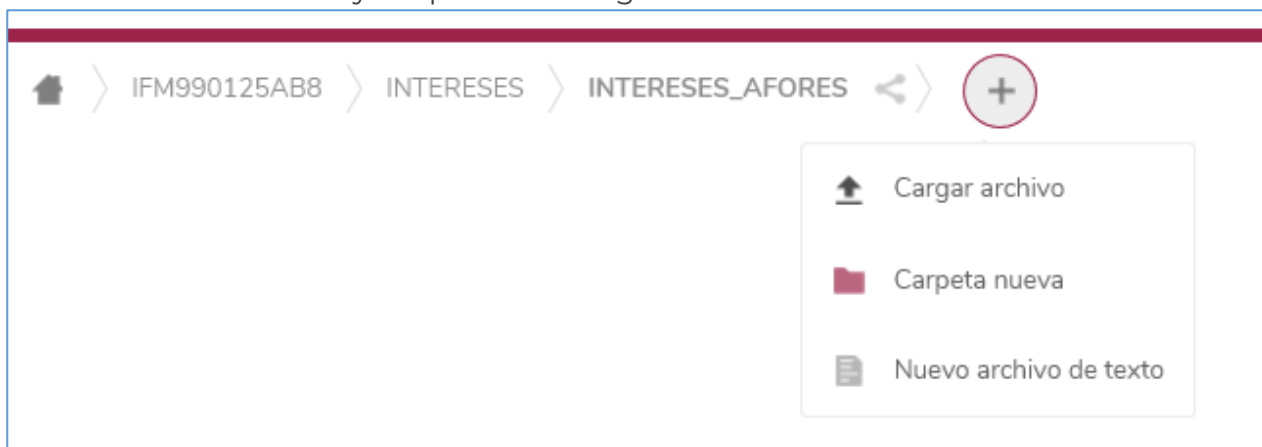 IFM990125AB8 INTERESES INTERESES_AFORES
Cargar archivo
Carpeta nueva
Nuevo archivo de texto